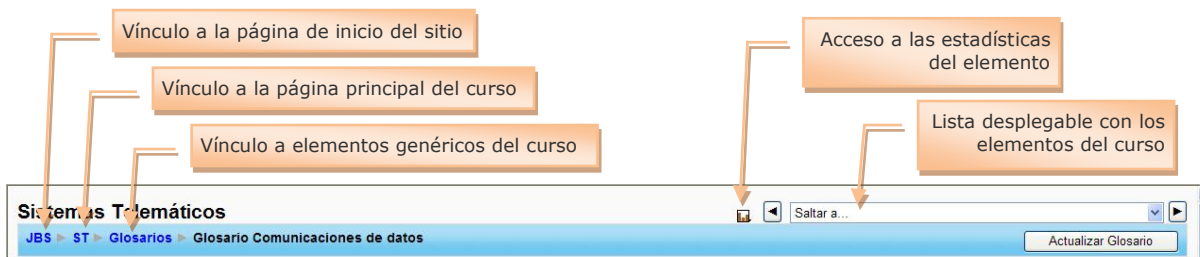 Vínculo a la página de inicio del sitio
Acceso a las estadísticas
del elemento
Vínculo a la página principal del curso
Lista desplegable con los
elementos del curso
Vínculo a elementos genéricos del curso
Sistemas Telemáticos
Saltar a...
JBS ► ST ► Glosarios ► Glosario Comunicaciones de datos
Actualizar Glosario